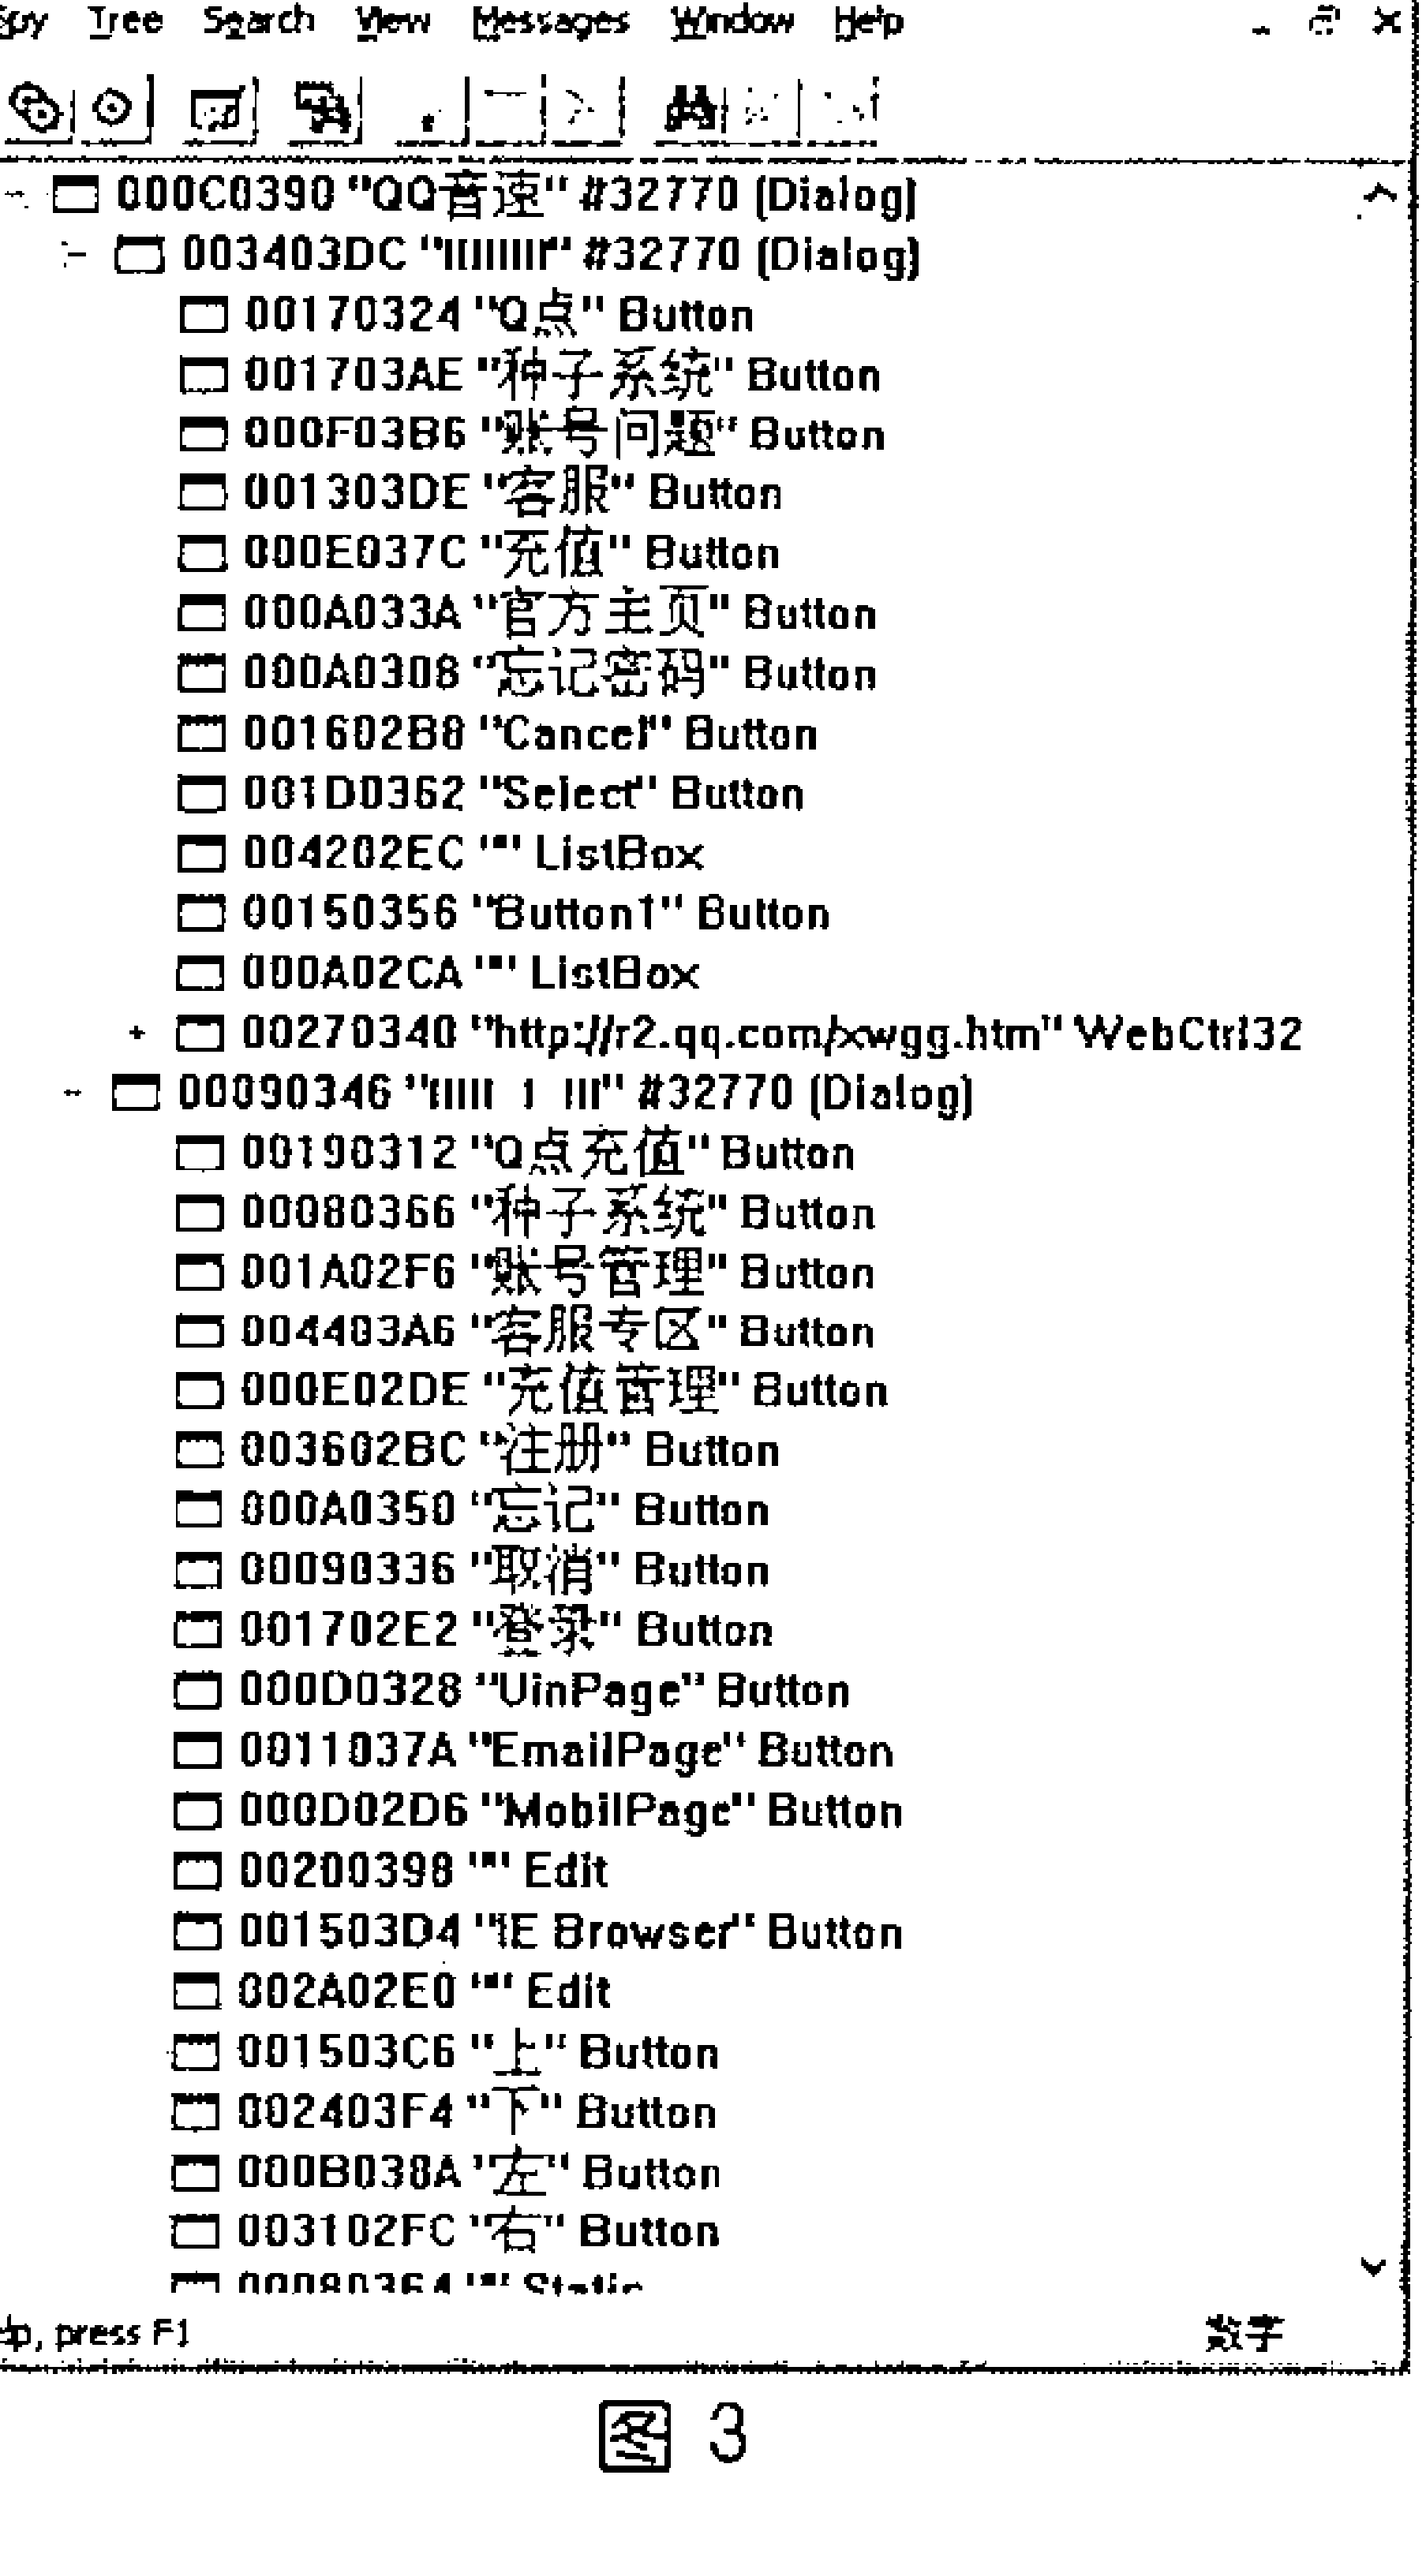 Spy Tree Search View Messages Window Help
000C0390 "QQ音速" #32770 (Dialog)
003403DC #32770 (Dialog)
00170324 "Q点" Button
001703AE "种子系统" Button
000F03B6 "账号问题" Button
001303DE "客服" Button
000E037C "充值" Button
000A033A "官方主页" Button
000A0308 "忘记密码" Button
001602B8 "Cancel" Button
001D0362 "Select" Button
004202EC "" ListBox
00150356 "Button1" Button
000A02CA "" ListBox
00270340 "http://r2.qq.com/xwgg.htm" WebCtrl32
00090346 #32770 (Dialog)
00190312 "Q点充值" Button
00080366 "种子系统" Button
001A02F6 "账号管理" Button
004403A6 "客服专区" Button
000E02DE "充值管理" Button
003602BC "注册" Button
000A0350 "忘记" Button
00090336 "取消" Button
001702E2 "登录" Button
000D0328 "UinPage" Button
0011037A "EmailPage" Button
000D02D6 "MobilPage" Button
00200398 "" Edit
001503D4 "IE Browser" Button
002A02E0 "" Edit
001503C6 "上" Button
002403F4 "下" Button
000B038A "左" Button
003102FC "右" Button
"" Static
lp, press F1 数字
图 3